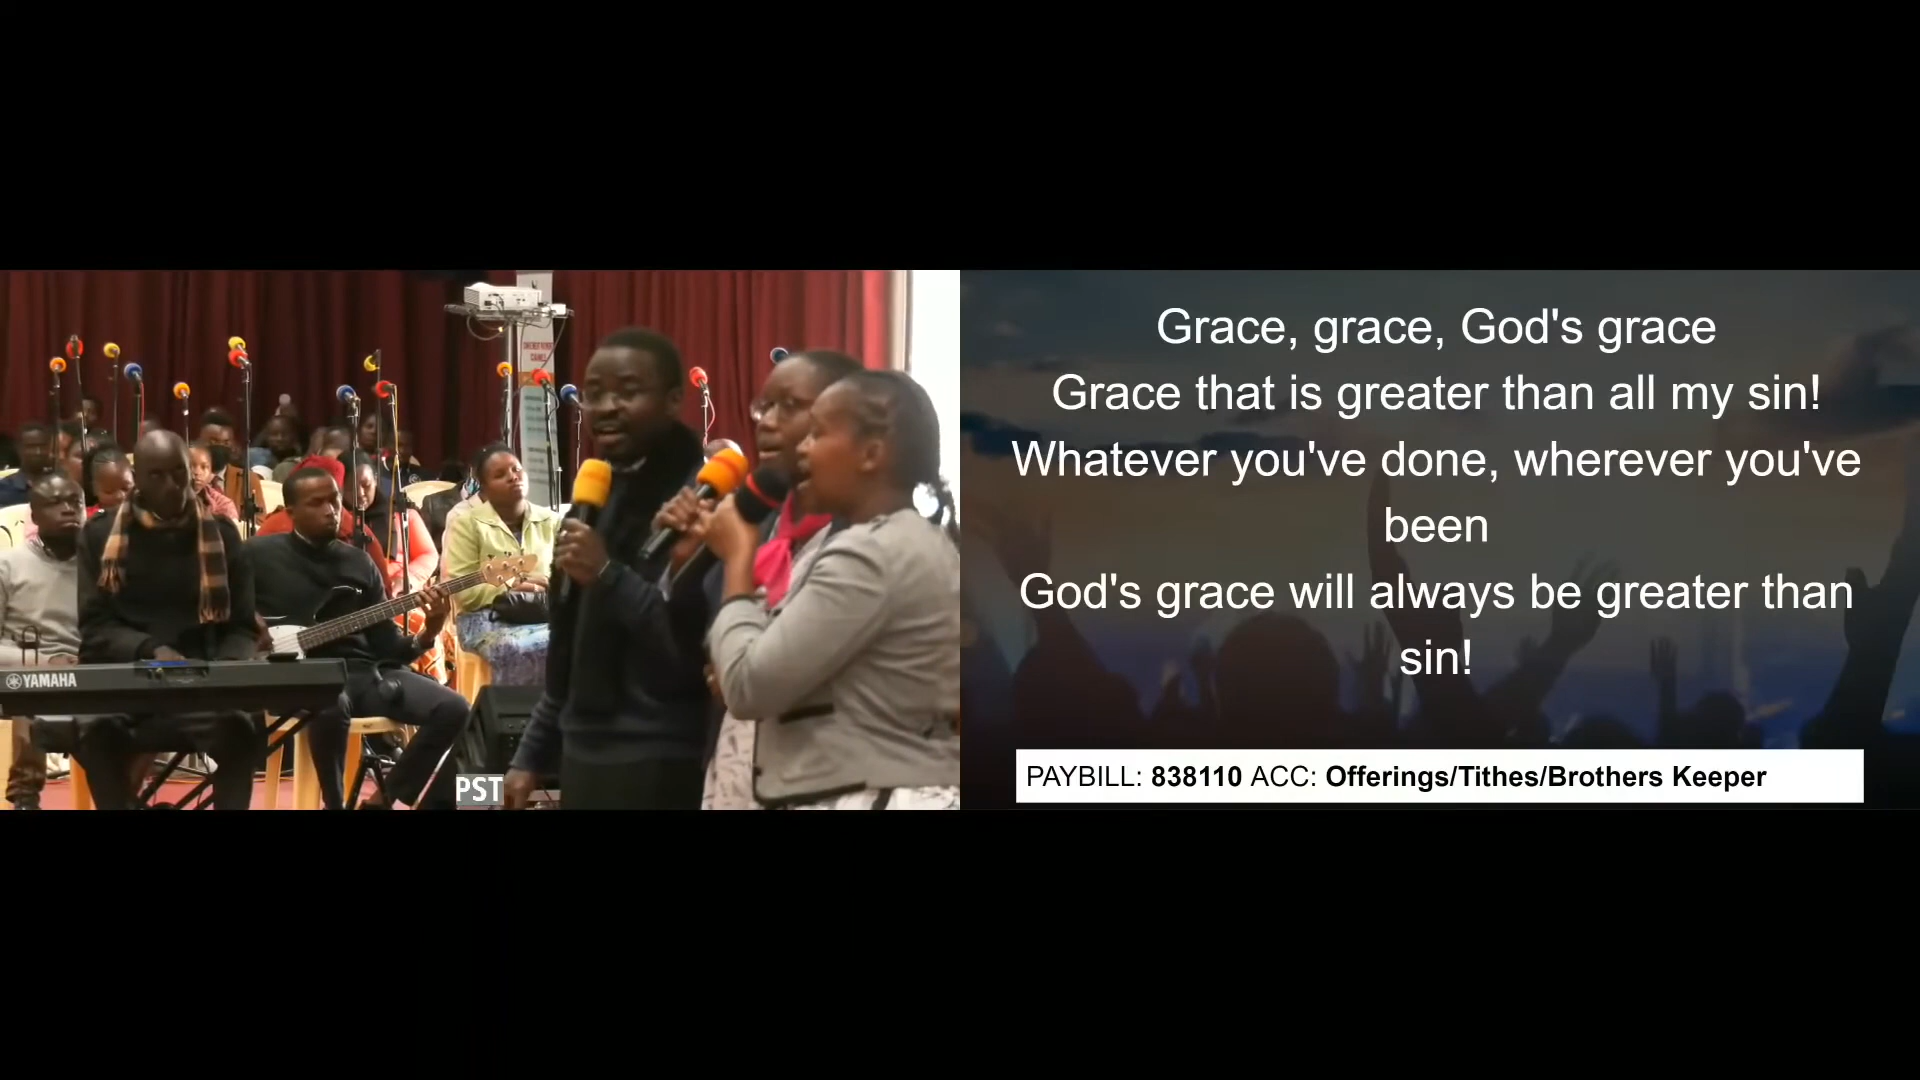 YAMAHA
PST
Grace, grace, God's grace
Grace that is greater than all my sin!
Whatever you've done, wherever you've
been
God's grace will always be greater than
sin!
PAYBILL: 838110 ACC: Offerings/Tithes/Brothers Keeper